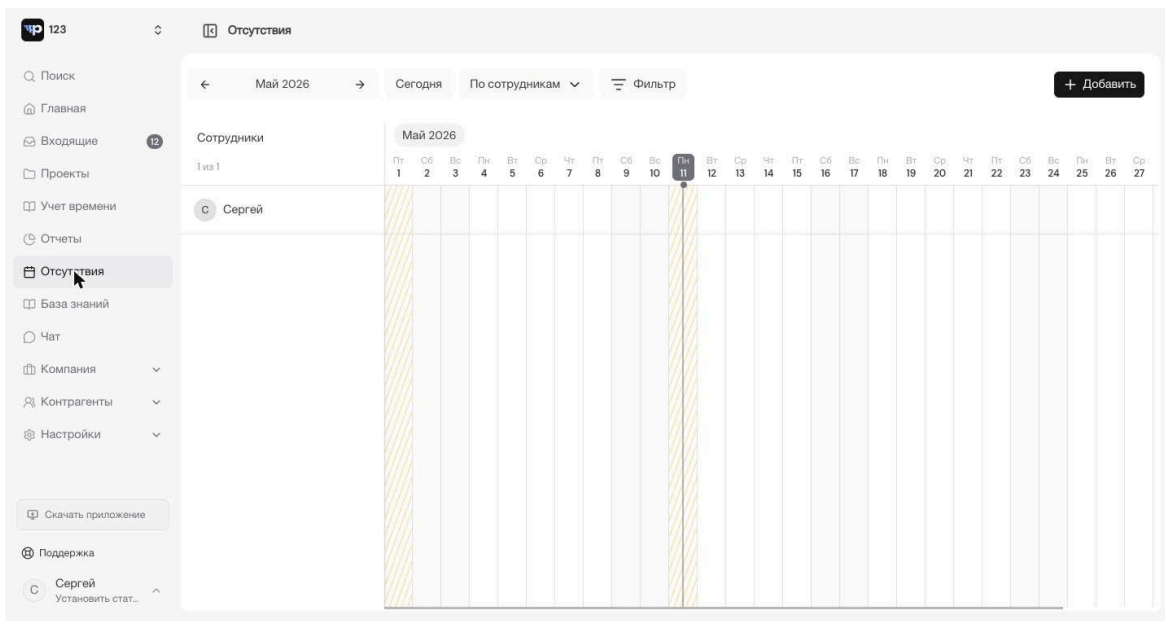 123
Отсутствия
Поиск
Главная
Входящие 12
Проекты
Учет времени
Отчеты
Отсутствия
База знаний
Чат
Компания
Контрагенты
Настройки
Скачать приложение
Поддержка
С Сергей
Установить стат...
← Май 2026 → Сегодня По сотрудникам Фильтр + Добавить
Сотрудники
1 из 1
Май 2026
Пт Сб Вс Пн Вт Ср Чт Пт Сб Вс Пн Вт Ср Чт Пт Сб Вс Пн Вт Ср Чт Пт Сб Вс Пн Вт Ср
1 2 3 4 5 6 7 8 9 10 11 12 13 14 15 16 17 18 19 20 21 22 23 24 25 26 27
С Сергей